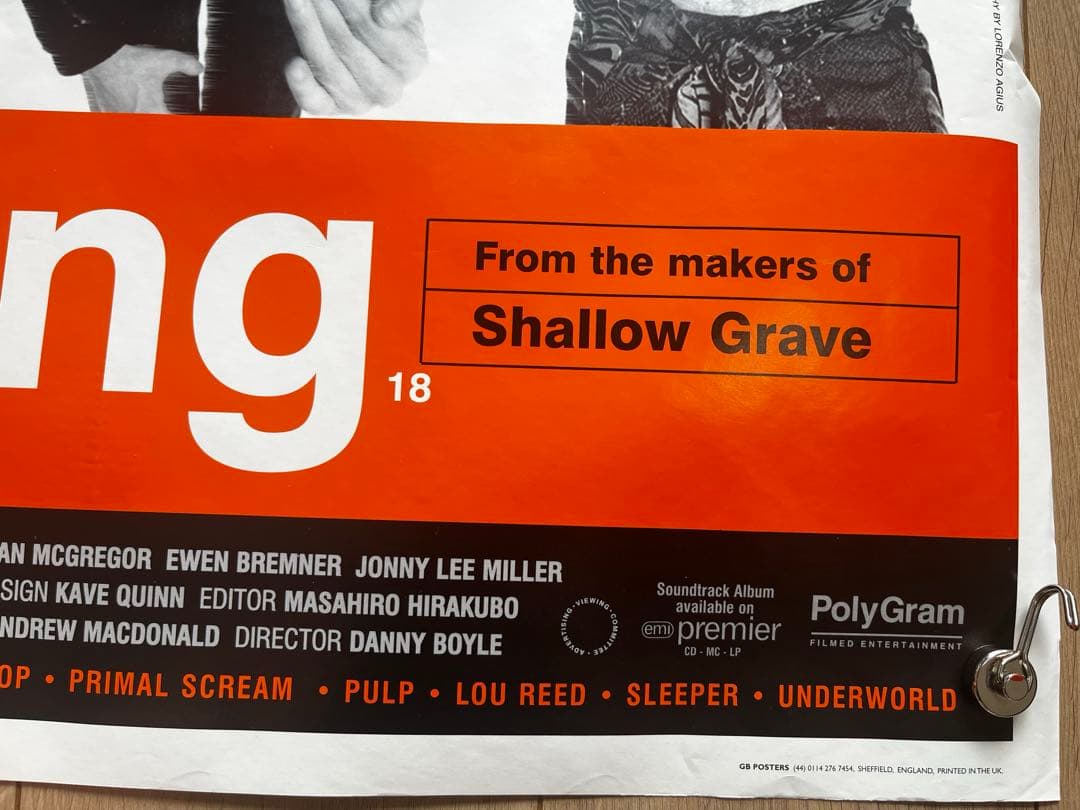 Y BY LORENZO AGIUS
ng
18
From the makers of
Shallow Grave
AN MCGREGOR EWEN BREMNER JONNY LEE MILLER
SIGN KAVE QUINN EDITOR MASAHIRO HIRAKUBO
NDREW MACDONALD DIRECTOR DANNY BOYLE
ADVERTISING • VIEWING • COMMITTEE •
Soundtrack Album
available on
emi premier
CD - MC - LP
PolyGram
FILMED ENTERTAINMENT
OP • PRIMAL SCREAM • PULP • LOU REED • SLEEPER • UNDERWORLD
GB POSTERS (44) 0114 276 7454, SHEFFIELD, ENGLAND, PRINTED IN THE UK.